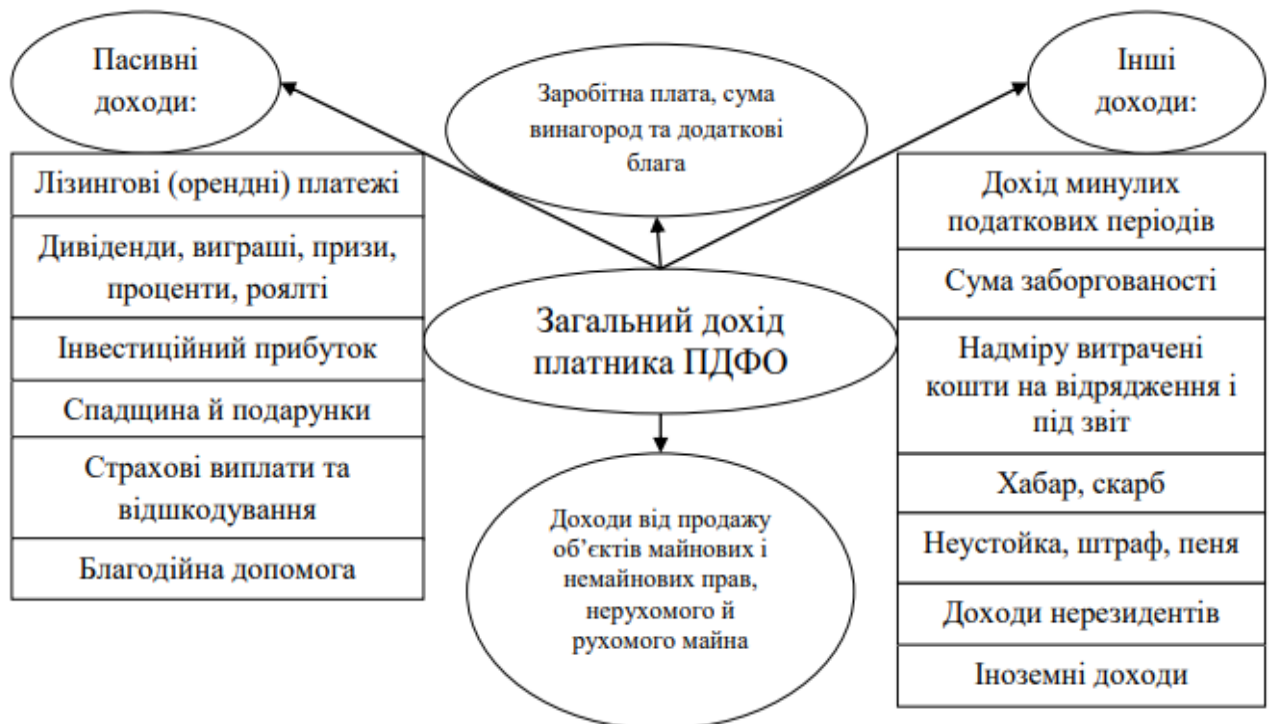 Пасивні
доходи:
Лізингові (орендні) платежі
Дивіденди, виграші, призи,
проценти, роялті
Інвестиційний прибуток
Спадщина й подарунки
Страхові виплати та
відшкодування
Благодійна допомога
Заробітна плата, сума
винагород та додаткові
блага
Загальний дохід
платника ПДФО
Доходи від продажу
об’єктів майнових і
немайнових прав,
нерухомого й
рухомого майна
Інші
доходи:
Дохід минулих
податкових періодів
Сума заборгованості
Надміру витрачені
кошти на відрядження і
під звіт
Хабар, скарб
Неустойка, штраф, пеня
Доходи нерезидентів
Іноземні доходи